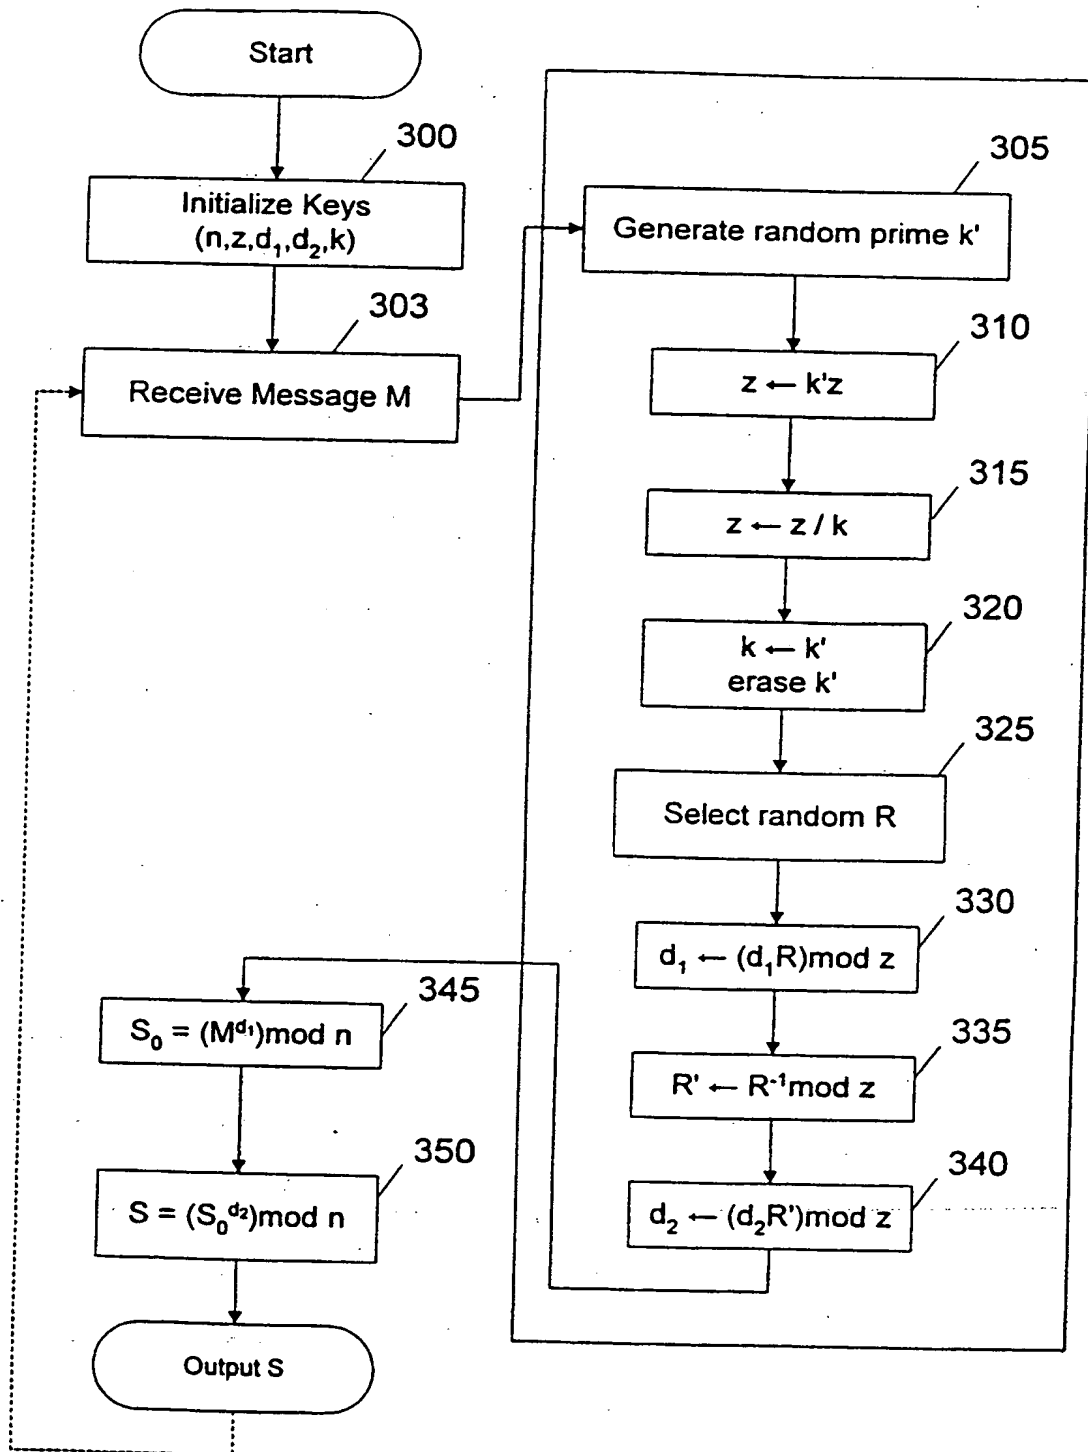 Start
300
Initialize Keys
(n,z,d₁,d₂,k)
303
Receive Message M
305
Generate random prime k'
310
z ← k'z
315
z ← z / k
320
k ← k'
erase k'
325
Select random R
330
d₁ ← (d₁R)mod z
335
R' ← R⁻¹mod z
340
d₂ ← (d₂R')mod z
345
S₀ = (M^d₁)mod n
350
S = (S₀^d₂)mod n
Output S